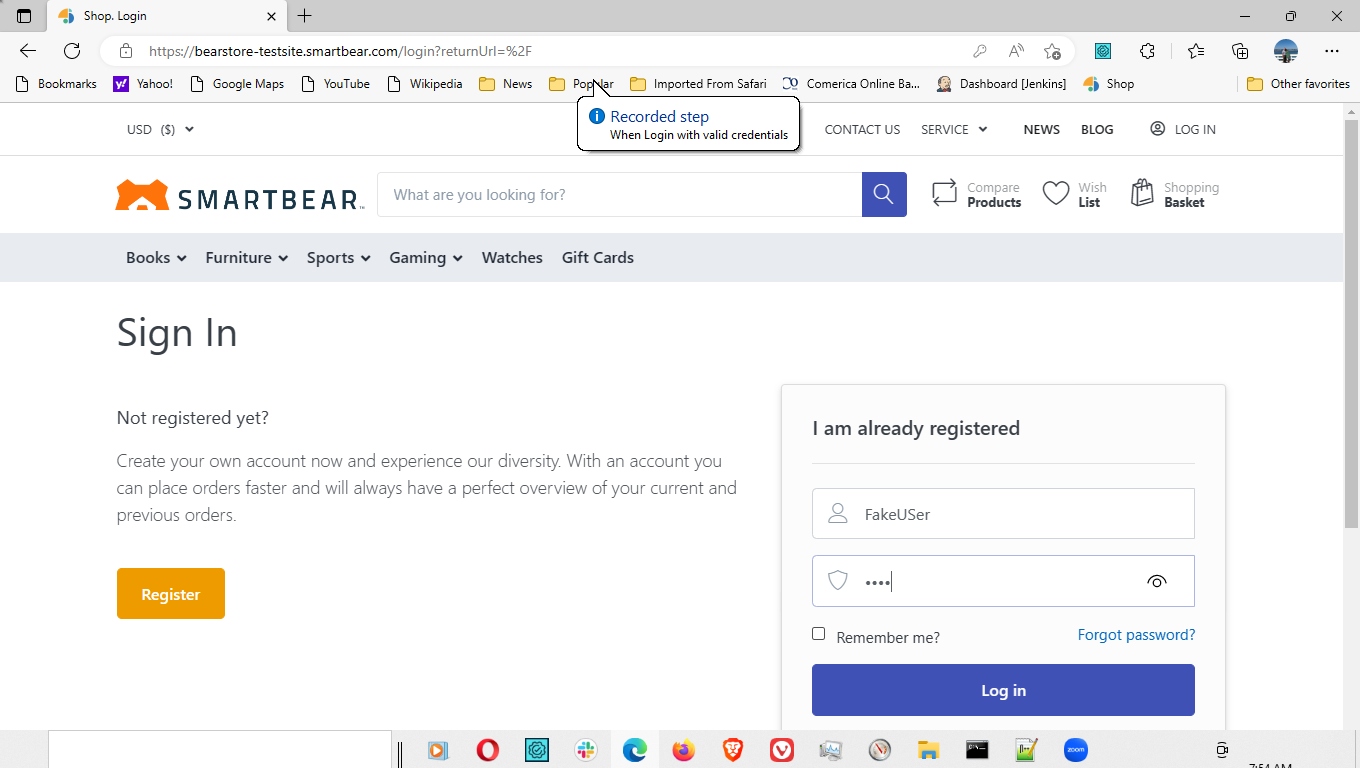 Shop. Login
https://bearstore-testsite.smartbear.com/login?returnUrl=%2F
Bookmarks Yahoo! Google Maps YouTube Wikipedia News Popular Imported From Safari Comerica Online Ba... Dashboard [Jenkins] Shop Other favorites
Recorded step
When Login with valid credentials
USD ($) CONTACT US SERVICE NEWS BLOG LOG IN
SMARTBEAR™
What are you looking for?
Compare
Products
Wish
List
Shopping
Basket
Books Furniture Sports Gaming Watches Gift Cards
Sign In
Not registered yet?
Create your own account now and experience our diversity. With an account you
can place orders faster and will always have a perfect overview of your current and
previous orders.
Register
I am already registered
FakeUSer
••••
Remember me?
Forgot password?
Log in
zoom
7:54 AM